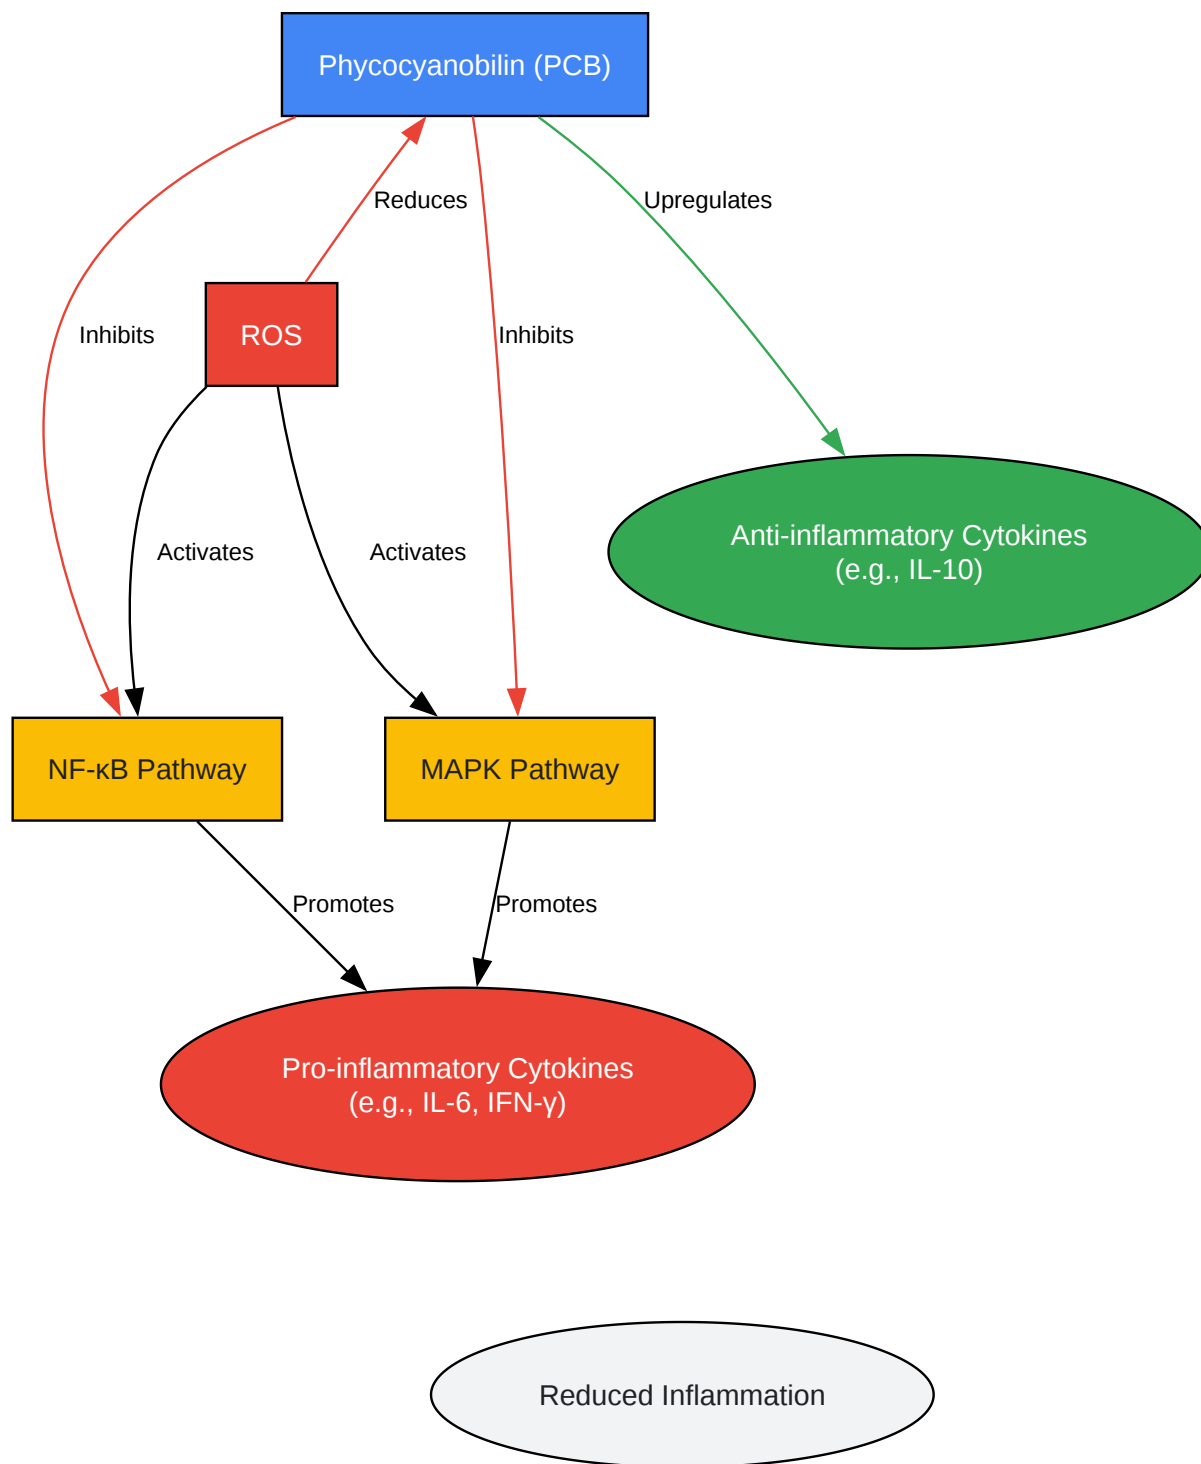 Phycocyanobilin (PCB)
Reduces
Upregulates
Inhibits
ROS
Inhibits
Anti-inflammatory Cytokines
(e.g., IL-10)
Activates
Activates
NF-κB Pathway
MAPK Pathway
Promotes
Promotes
Pro-inflammatory Cytokines
(e.g., IL-6, IFN-γ)
Reduced Inflammation